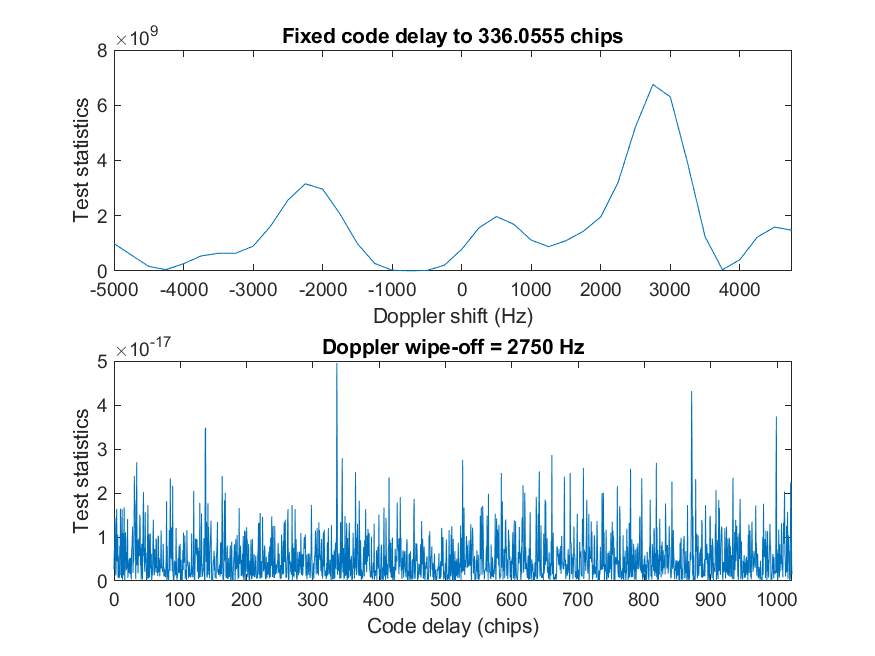 ×10^9
Fixed code delay to 336.0555 chips
8
6
4
2
0
Test statistics
-5000 -4000 -3000 -2000 -1000 0 1000 2000 3000 4000
Doppler shift (Hz)
×10^-17
Doppler wipe-off = 2750 Hz
5
4
3
2
1
0
Test statistics
0 100 200 300 400 500 600 700 800 900 1000
Code delay (chips)